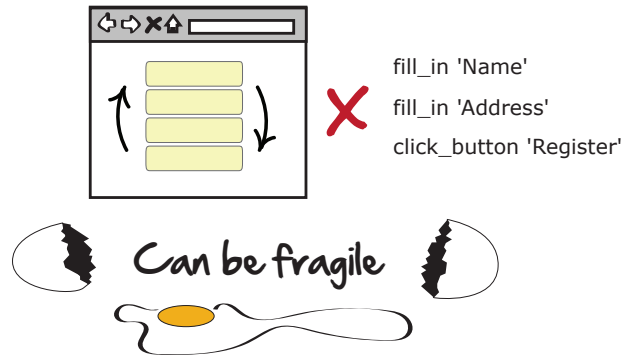 fill_in 'Name'
fill_in 'Address'
click_button 'Register'
Can be fragile